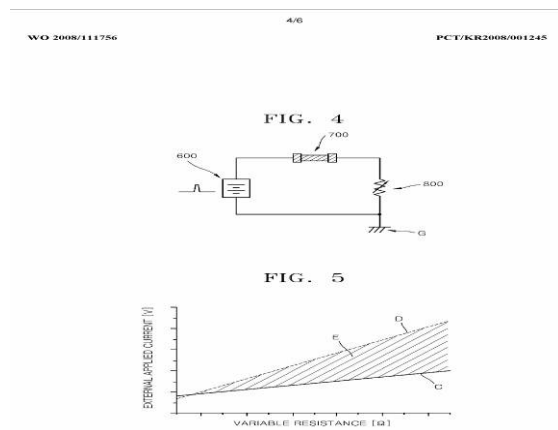 4/6
WO 2008/111756 PCT/KR2008/001245
FIG. 4
700
600
800
G
FIG. 5
EXTERNAL APPLIED CURRENT [V]
D
E
C
VARIABLE RESISTANCE [Ω]